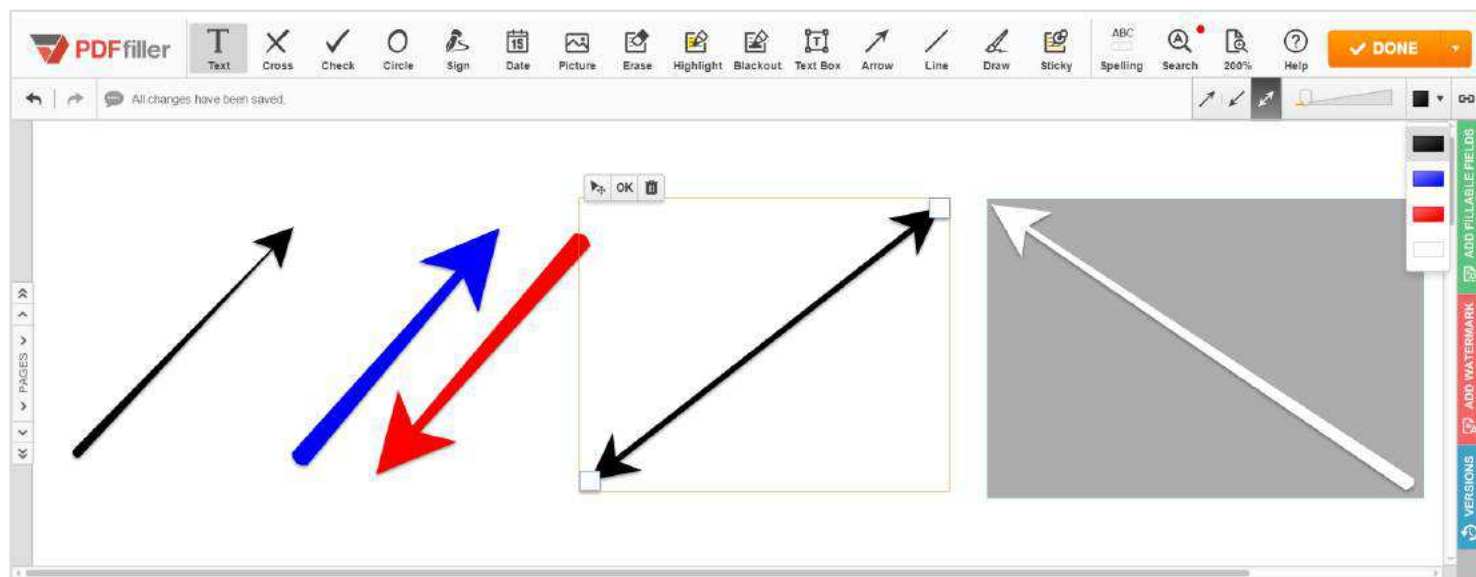 PDFfiller
Text
Cross
Check
Circle
Sign
15
Date
Picture
Erase
Highlight
Blackout
T
Text Box
Arrow
Line
Draw
Sticky
ABC
Spelling
Search
200%
Help
DONE
All changes have been saved.
OK
PAGES
ADD FILLABLE FIELDS
ADD WATERMARK
VERSIONS